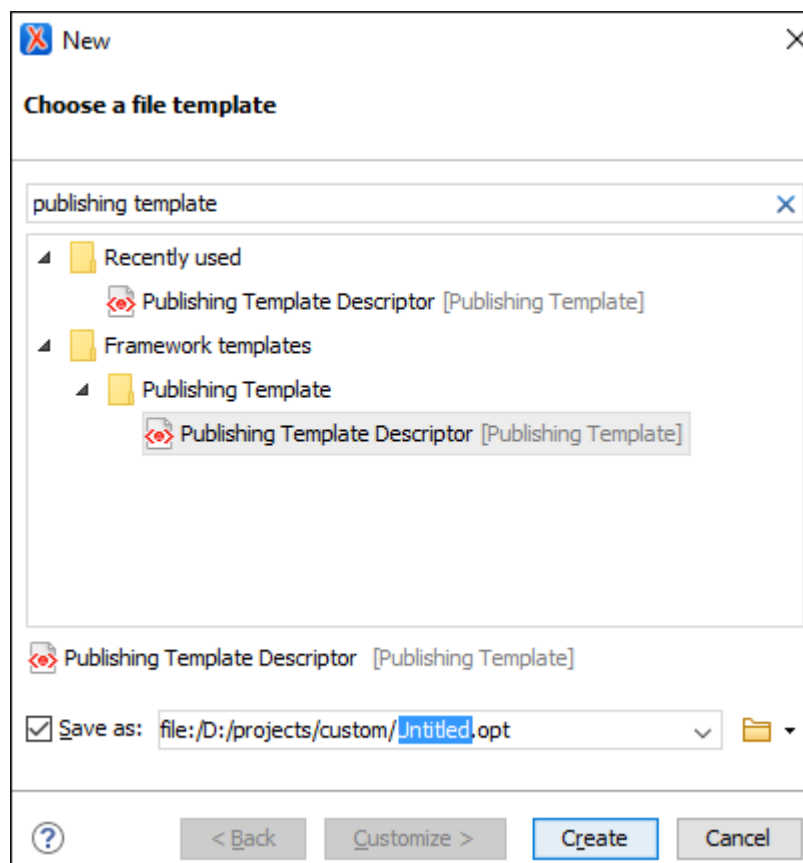 New
Choose a file template
publishing template
Recently used
Publishing Template Descriptor [Publishing Template]
Framework templates
Publishing Template
Publishing Template Descriptor [Publishing Template]
Publishing Template Descriptor [Publishing Template]
Save as: file:/D:/projects/custom/Untitled.opt
? < Back Customize > Create Cancel